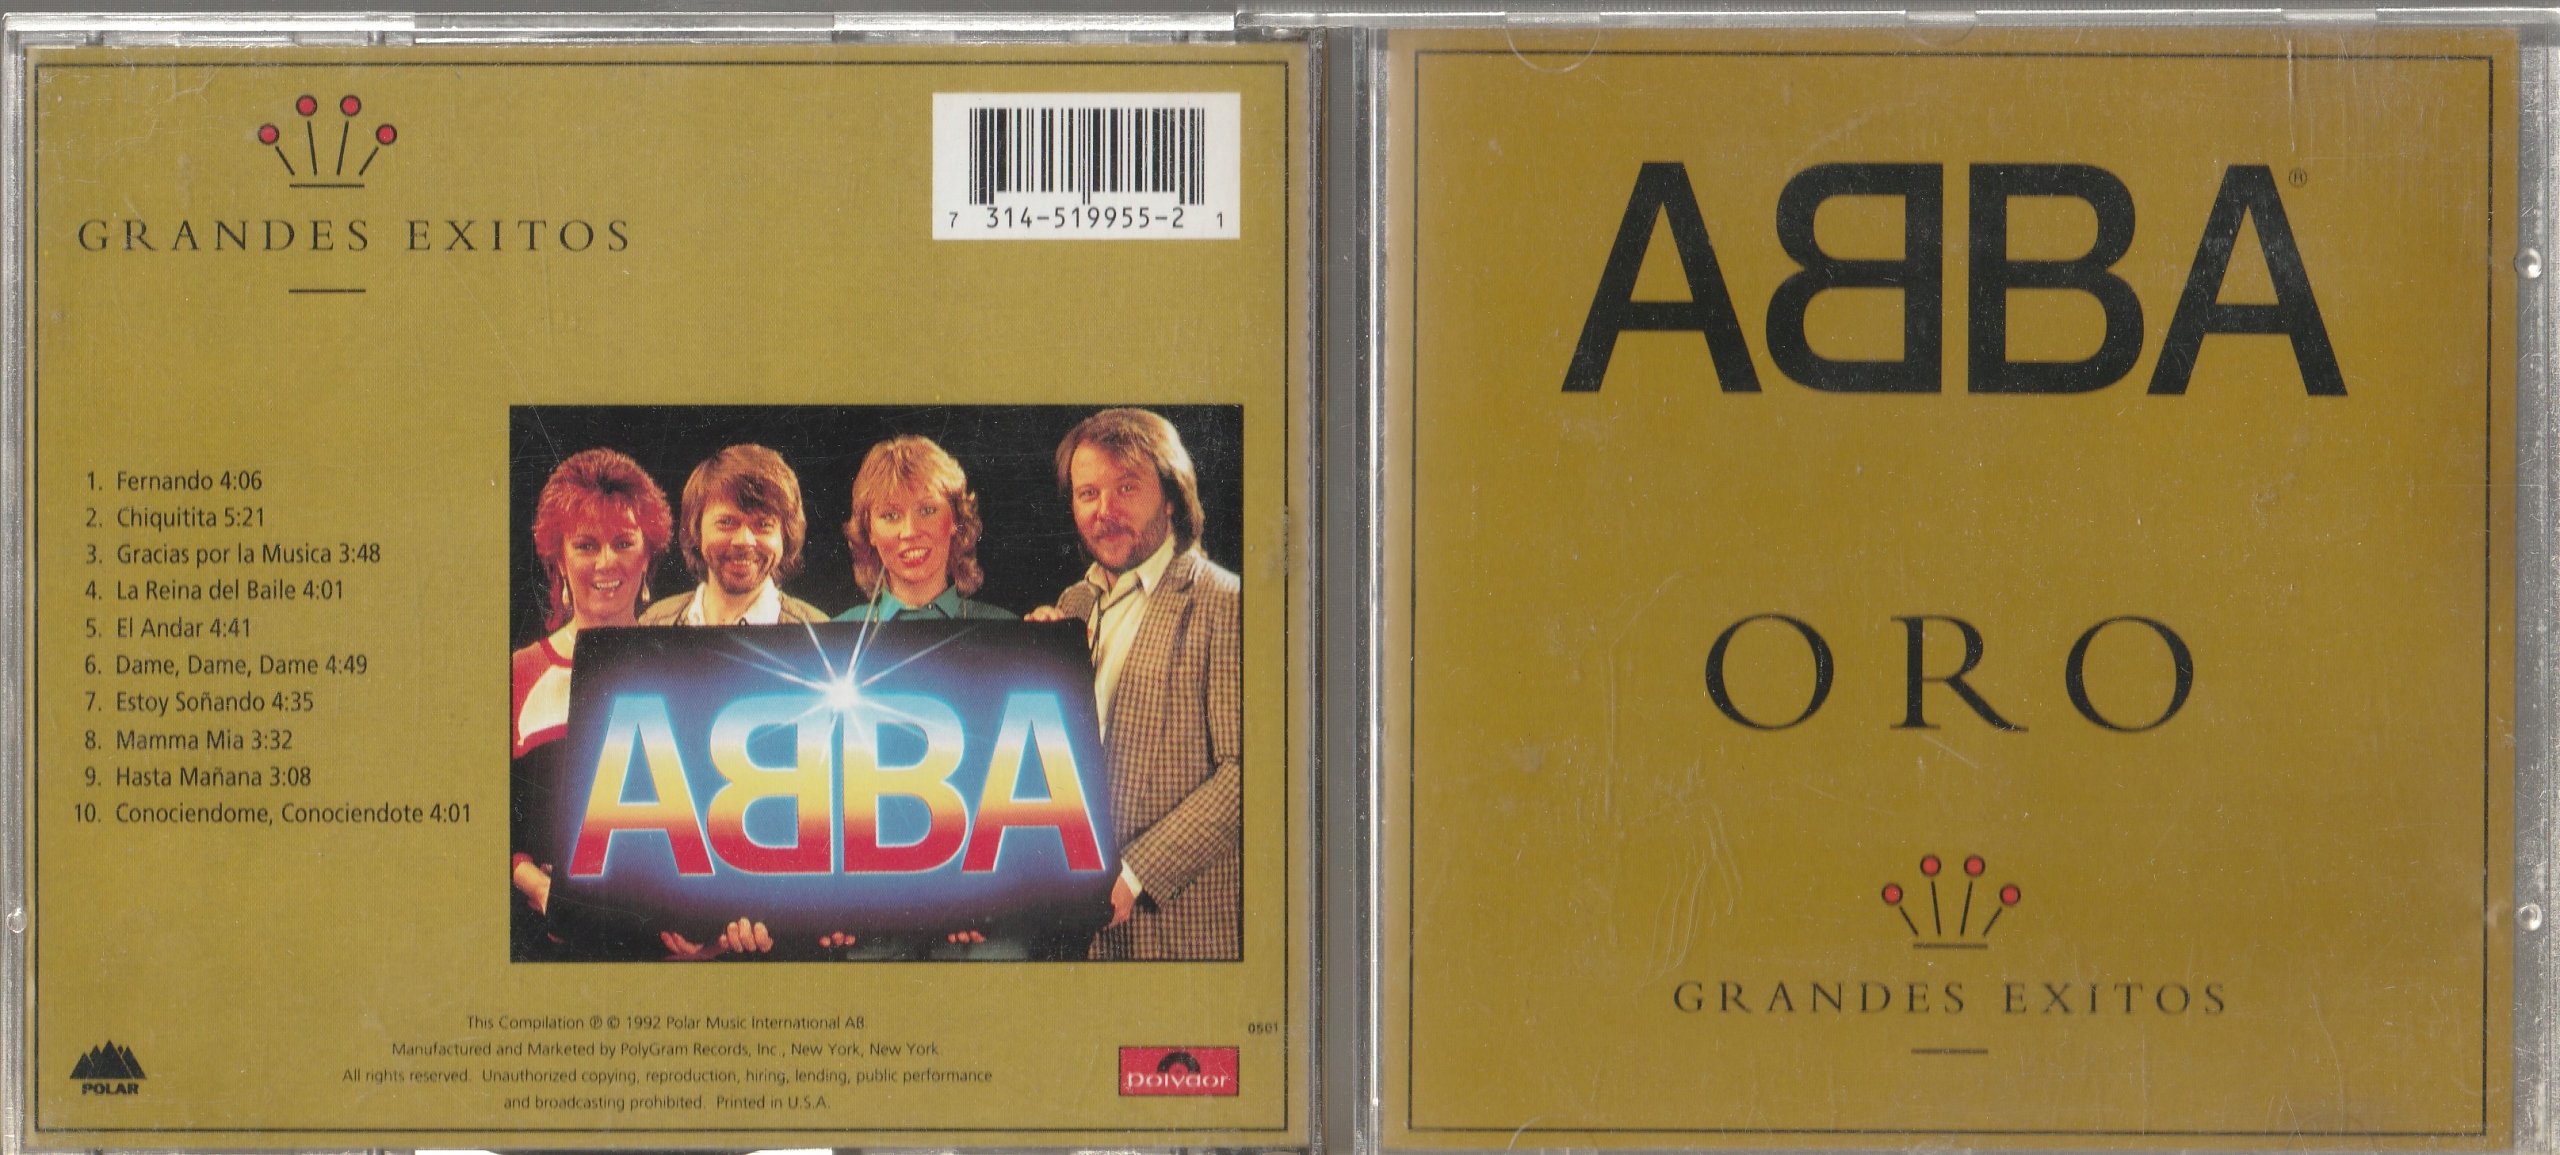 GRANDES EXITOS
7 314-519955-2 1
1. Fernando 4:06
2. Chiquitita 5:21
3. Gracias por la Musica 3:48
4. La Reina del Baile 4:01
5. El Andar 4:41
6. Dame, Dame, Dame 4:49
7. Estoy Soñando 4:35
8. Mamma Mia 3:32
9. Hasta Mañana 3:08
10. Conociendome, Conociendote 4:01
ABBA
This Compilation ℗ © 1992 Polar Music International AB.
Manufactured and Marketed by PolyGram Records, Inc., New York, New York
All rights reserved. Unauthorized copying, reproduction, hiring, lending, public performance
and broadcasting prohibited. Printed in U.S.A.
POLAR
0501
polydor
ABBA®
ORO
GRANDES EXITOS